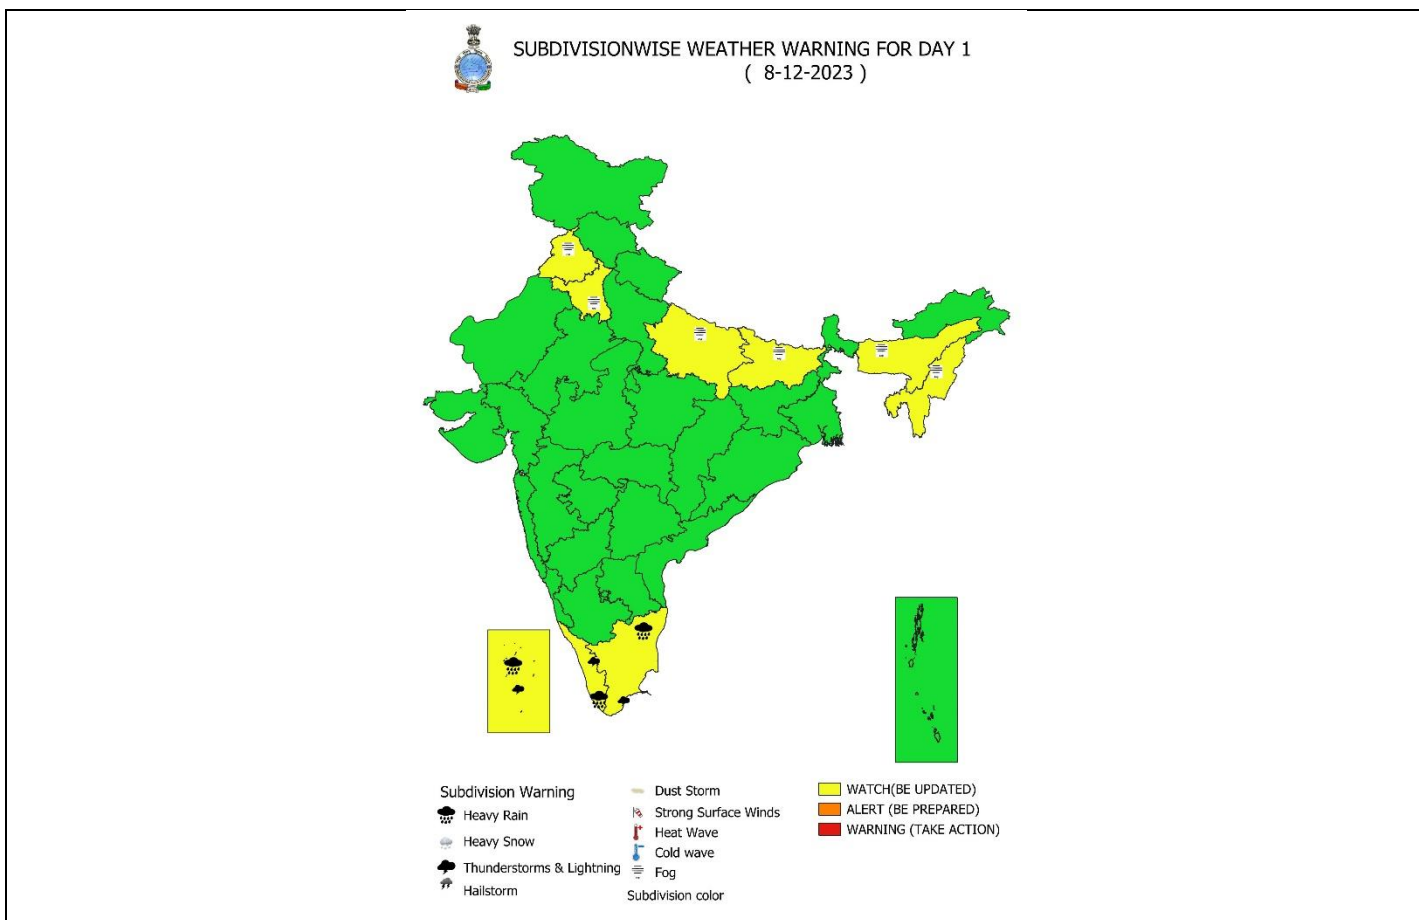 SUBDIVISIONWISE WEATHER WARNING FOR DAY 1
( 8-12-2023 )
Subdivision Warning
Heavy Rain
Heavy Snow
Thunderstorms & Lightning
Hailstorm
Dust Storm
Strong Surface Winds
Heat Wave
Cold wave
Fog
Subdivision color
WATCH(BE UPDATED)
ALERT (BE PREPARED)
WARNING (TAKE ACTION)